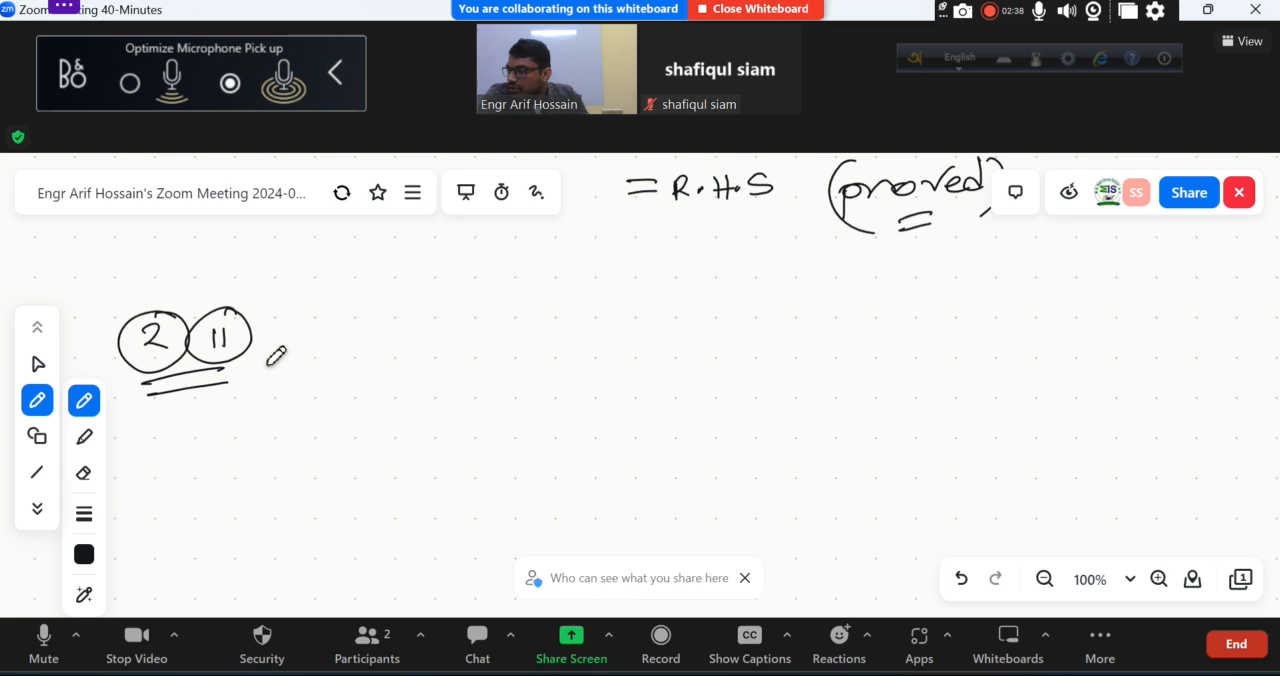 Zoom
ing 40-Minutes
You are collaborating on this whiteboard
Close Whiteboard
02:38
Optimize Microphone Pick up
B&O
Engr Arif Hossain
shafiqul siam
shafiqul siam
English
View
Engr Arif Hossain's Zoom Meeting 2024-0...
= R.H.S (proved)
SS
Share
2 11
Who can see what you share here
100%
1
Mute
Stop Video
Security
Participants
2
Chat
Share Screen
Record
CC
Show Captions
Reactions
Apps
Whiteboards
More
End